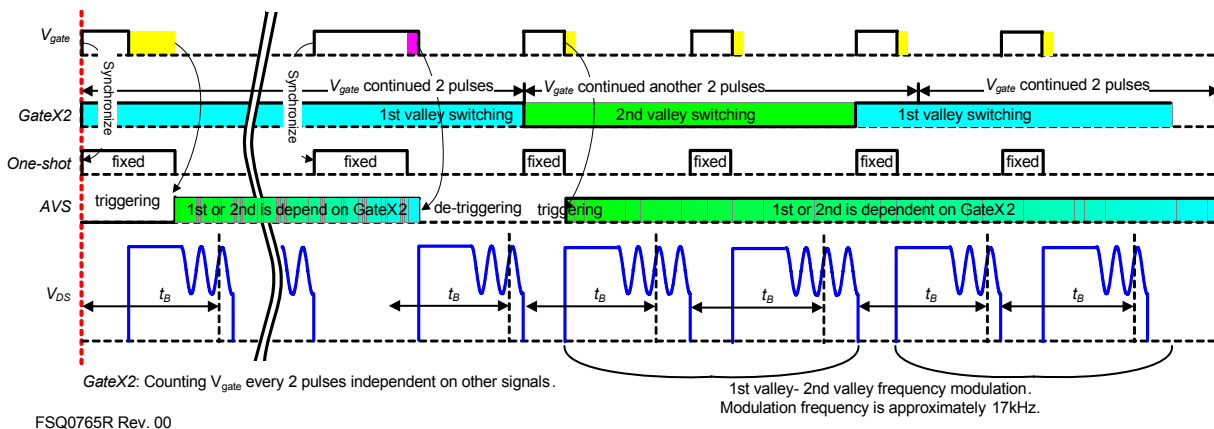 Vgate
Synchronize
Synchronize
Vgate continued 2 pulses
Vgate continued another 2 pulses
Vgate continued 2 pulses
GateX2
1st valley switching
2nd valley switching
1st valley switching
One-shot
fixed
fixed
fixed
fixed
fixed
fixed
AVS
triggering
1st or 2nd is depend on GateX2
de-triggering
triggering
1st or 2nd is dependent on GateX2
VDS
tB
tB
tB
tB
tB
tB
GateX2: Counting Vgate every 2 pulses independent on other signals.
1st valley- 2nd valley frequency modulation.
Modulation frequency is approximately 17kHz.
FSQ0765R Rev. 00